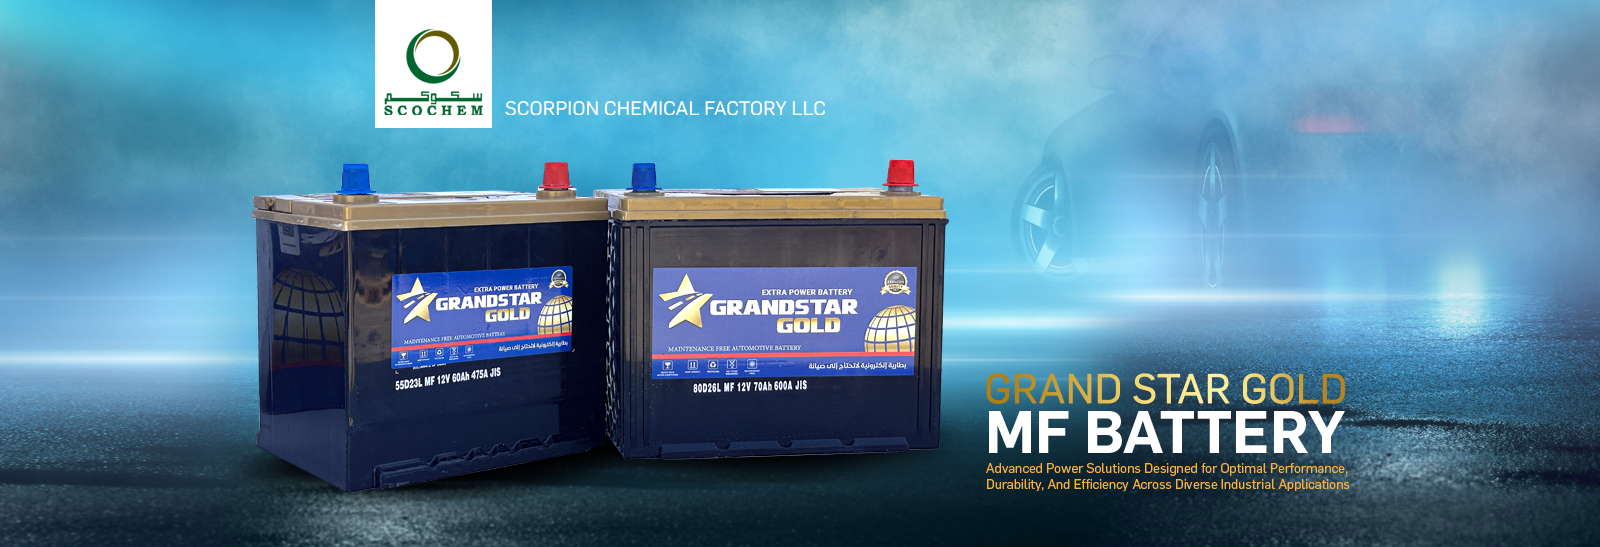 سكوكم
SCOCHEM
SCORPION CHEMICAL FACTORY LLC
EXTRA POWER BATTERY
GRANDSTAR
GOLD
MAINTENANCE FREE AUTOMOTIVE BATTERY
بطارية إلكترونية لاتحتاج إلى صيانة
55D23L MF 12V 60Ah 475A JIS
EXTRA POWER BATTERY
GRANDSTAR
GOLD
MAINTENANCE FREE AUTOMOTIVE BATTERY
بطارية إلكترونية لاتحتاج إلى صيانة
80D26L MF 12V 70Ah 600A JIS
GRAND STAR GOLD
MF BATTERY
Advanced Power Solutions Designed for Optimal Performance,
Durability, And Efficiency Across Diverse Industrial Applications